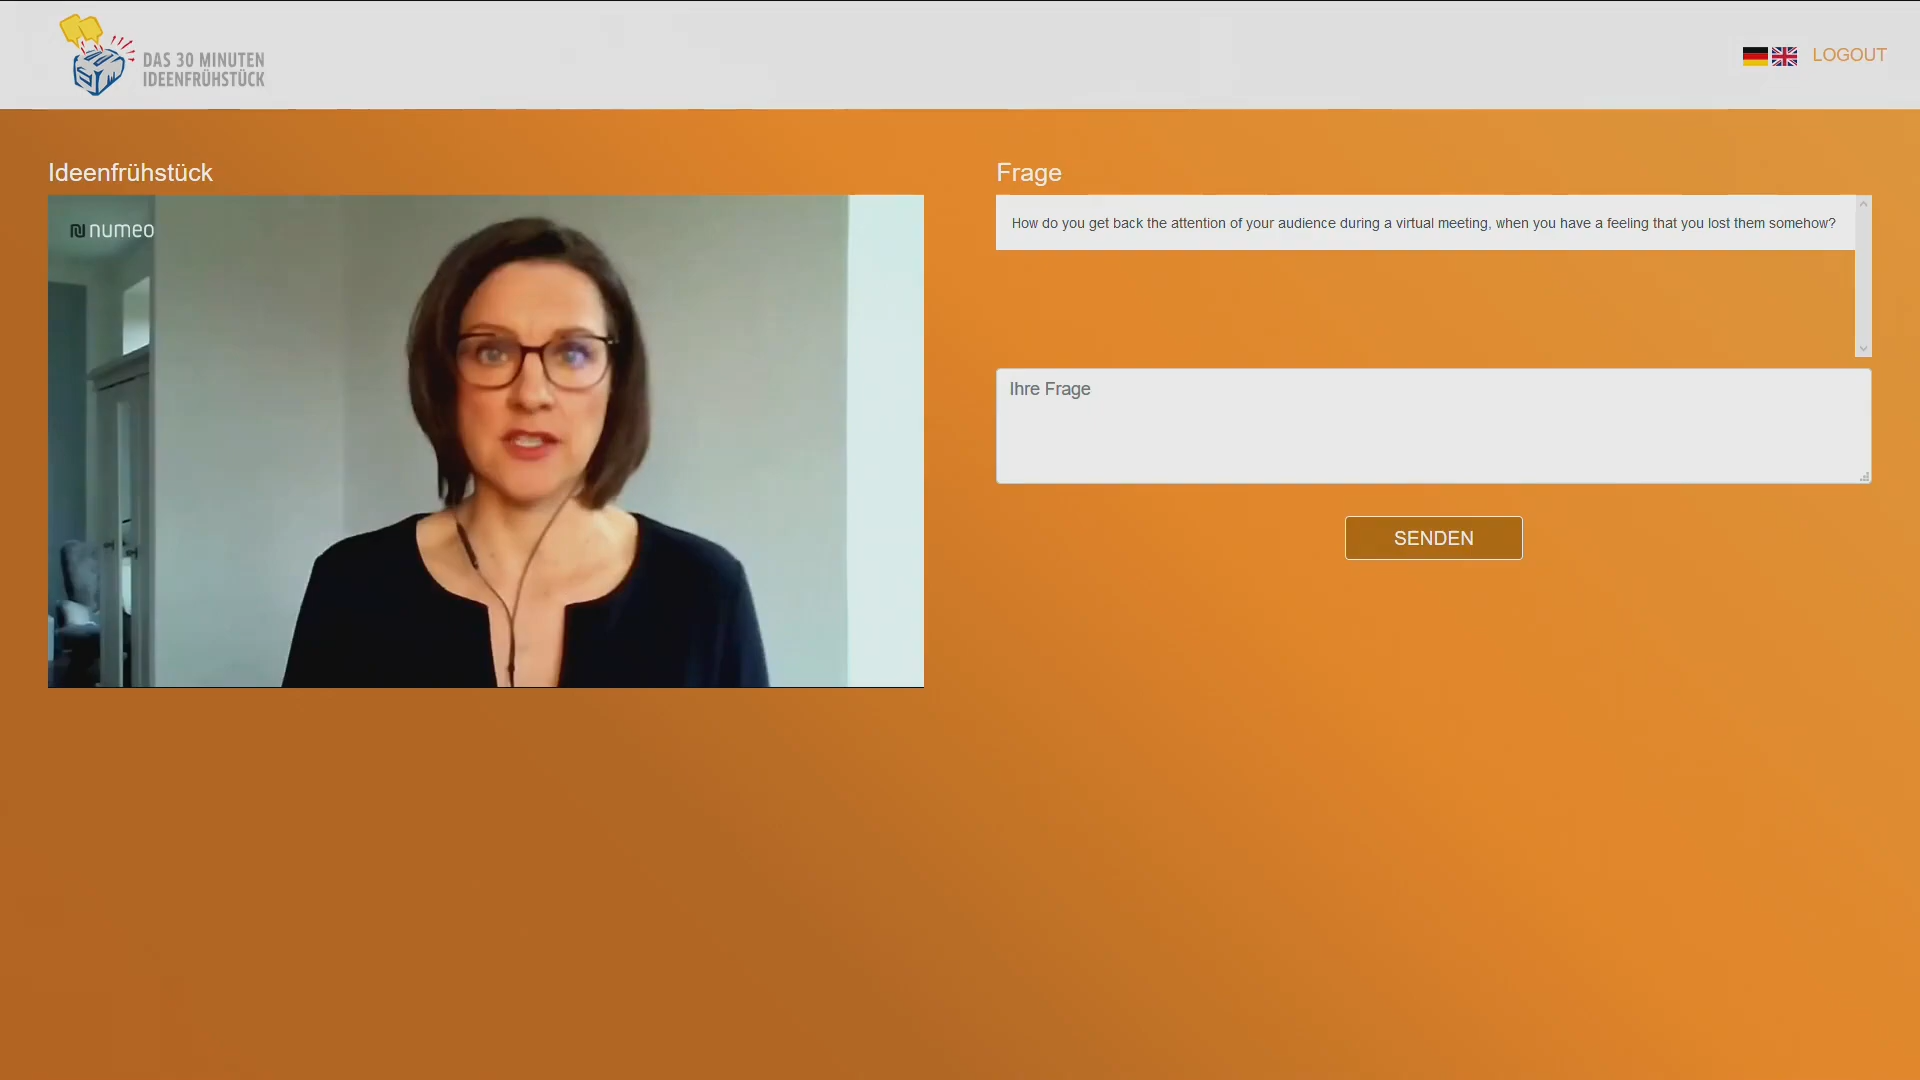 DAS 30 MINUTEN
IDEENFRÜHSTÜCK
LOGOUT
Ideenfrühstück
numeo
Frage
How do you get back the attention of your audience during a virtual meeting, when you have a feeling that you lost them somehow?
Ihre Frage
SENDEN